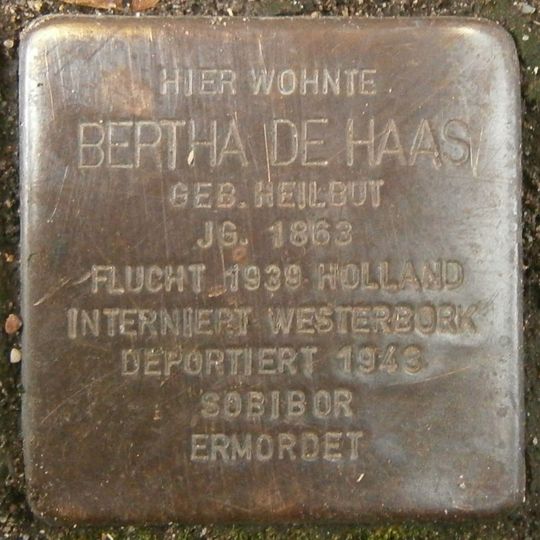 HIER WOHNTE
BERTHA DE HAAS
GEB. HEILBUT
JG. 1863
FLUCHT 1939 HOLLAND
INTERNIERT WESTERBORK
DEPORTIERT 1943
SOBIBOR
ERMORDET